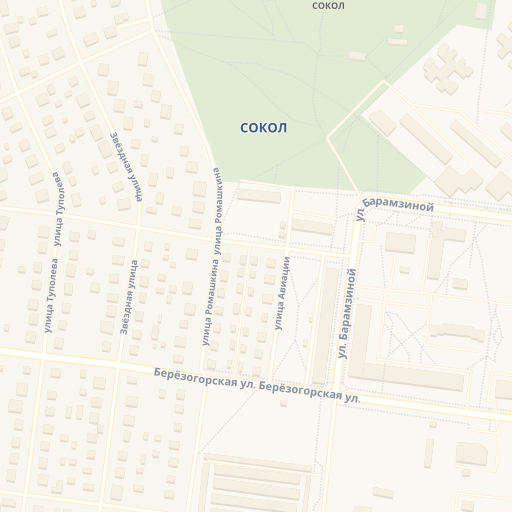 СОКОЛ
СОКОЛ
Звёздная улица
улица Туполева
улица Туполева
Звёздная улица
улица Ромашкина
улица Ромашкина
улица Авиации
ул. Барамзиной
ул. Барамзиной
Берёзогорская ул.
Берёзогорская ул.